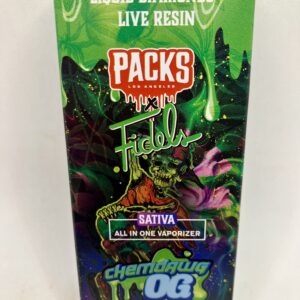 LIQUID DIAMONDS
LIVE RESIN
PACKS
LOS ANGELES
X
Fidels
SATIVA
ALL IN ONE VAPORIZER
CHEMDAWG
OG